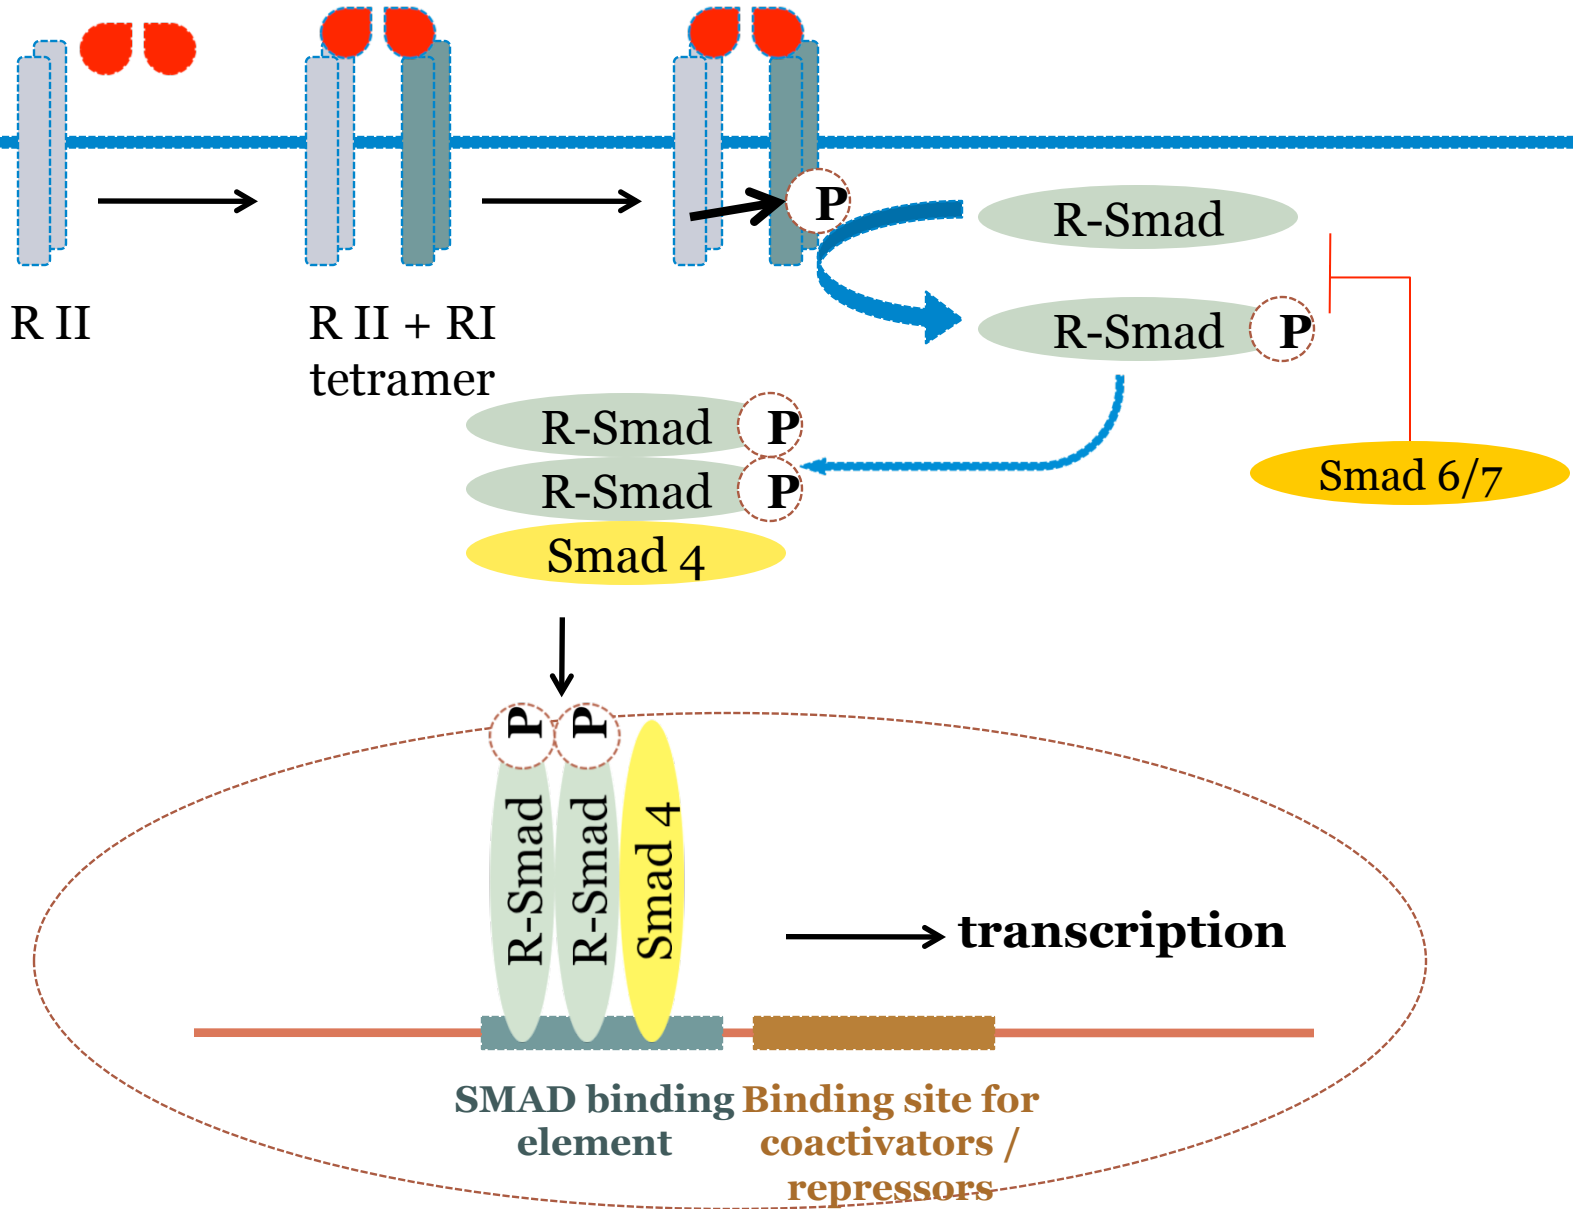 P
R-Smad
R II
R II + RI
tetramer
R-Smad
P
R-Smad
P
R-Smad
P
Smad 4
Smad 6/7
P
P
R-Smad
R-Smad
Smad 4
transcription
SMAD binding
element
Binding site for
coactivators /
repressors